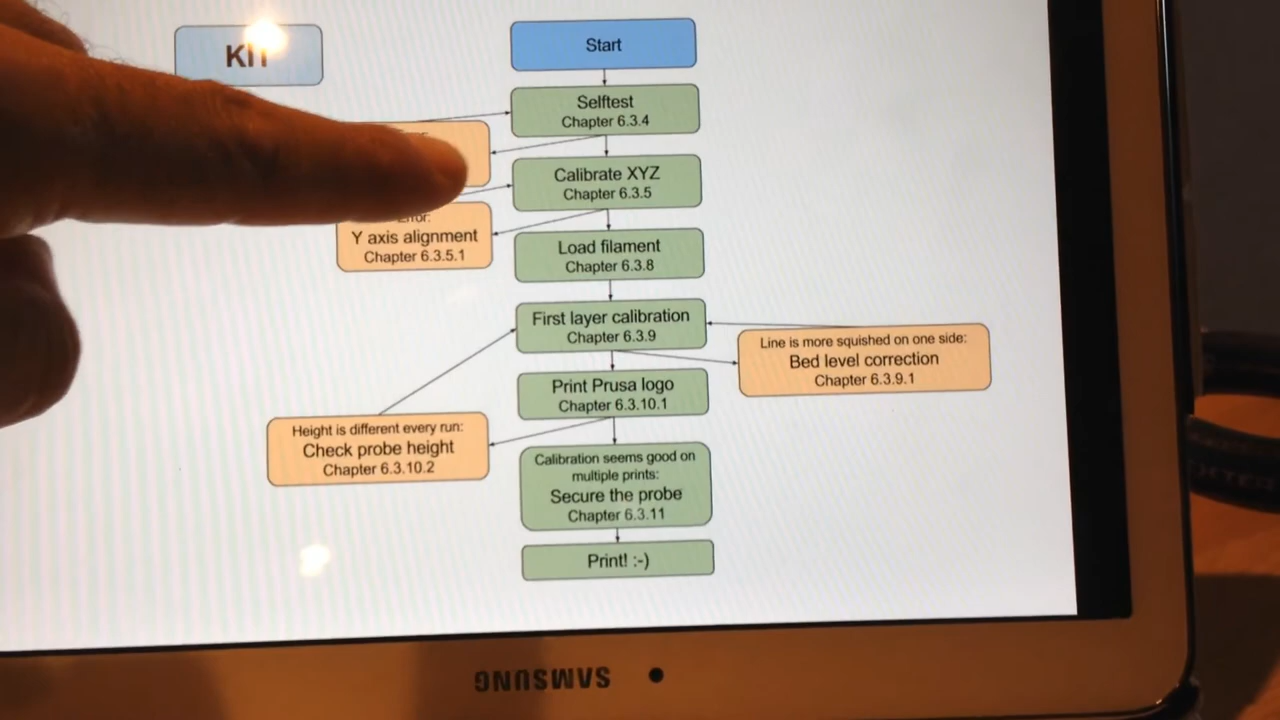 KIT
Start
Selftest
Chapter 6.3.4
Calibrate XYZ
Chapter 6.3.5
Error:
Y axis alignment
Chapter 6.3.5.1
Load filament
Chapter 6.3.8
First layer calibration
Chapter 6.3.9
Line is more squished on one side:
Bed level correction
Chapter 6.3.9.1
Print Prusa logo
Chapter 6.3.10.1
Height is different every run:
Check probe height
Chapter 6.3.10.2
Calibration seems good on
multiple prints:
Secure the probe
Chapter 6.3.11
Print! :-)
SAMSUNG